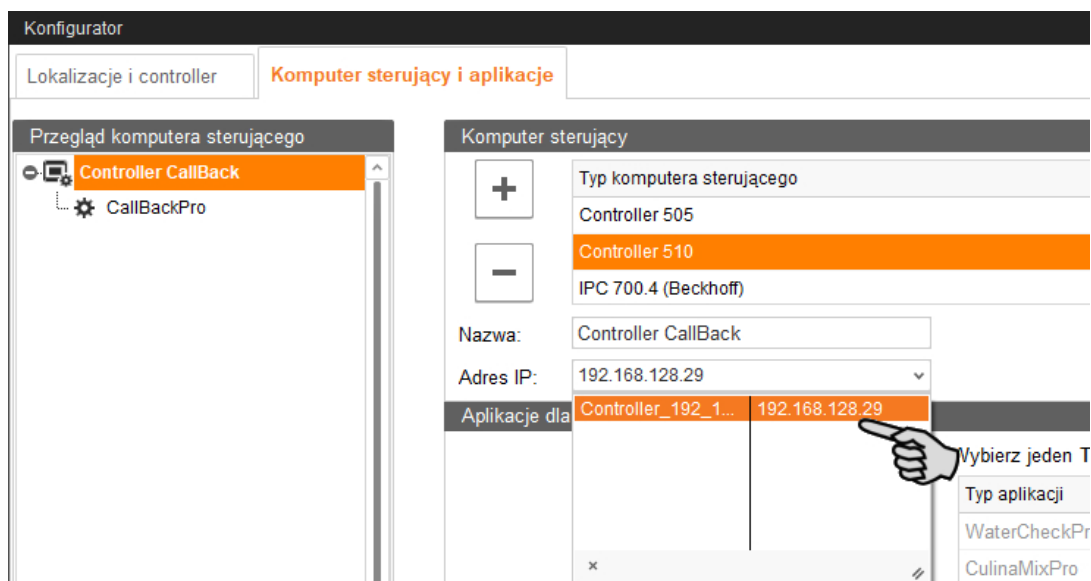 Konfigurator
Lokalizacje i controller
Komputer sterujący i aplikacje
Przegląd komputera sterującego
Controller CallBack
CallBackPro
Komputer sterujący
Typ komputera sterującego
Controller 505
Controller 510
IPC 700.4 (Beckhoff)
Nazwa: Controller CallBack
Adres IP: 192.168.128.29
Controller_192_1... 192.168.128.29
Aplikacje dla
Wybierz jeden T
Typ aplikacji
WaterCheckPr
CulinaMixPro